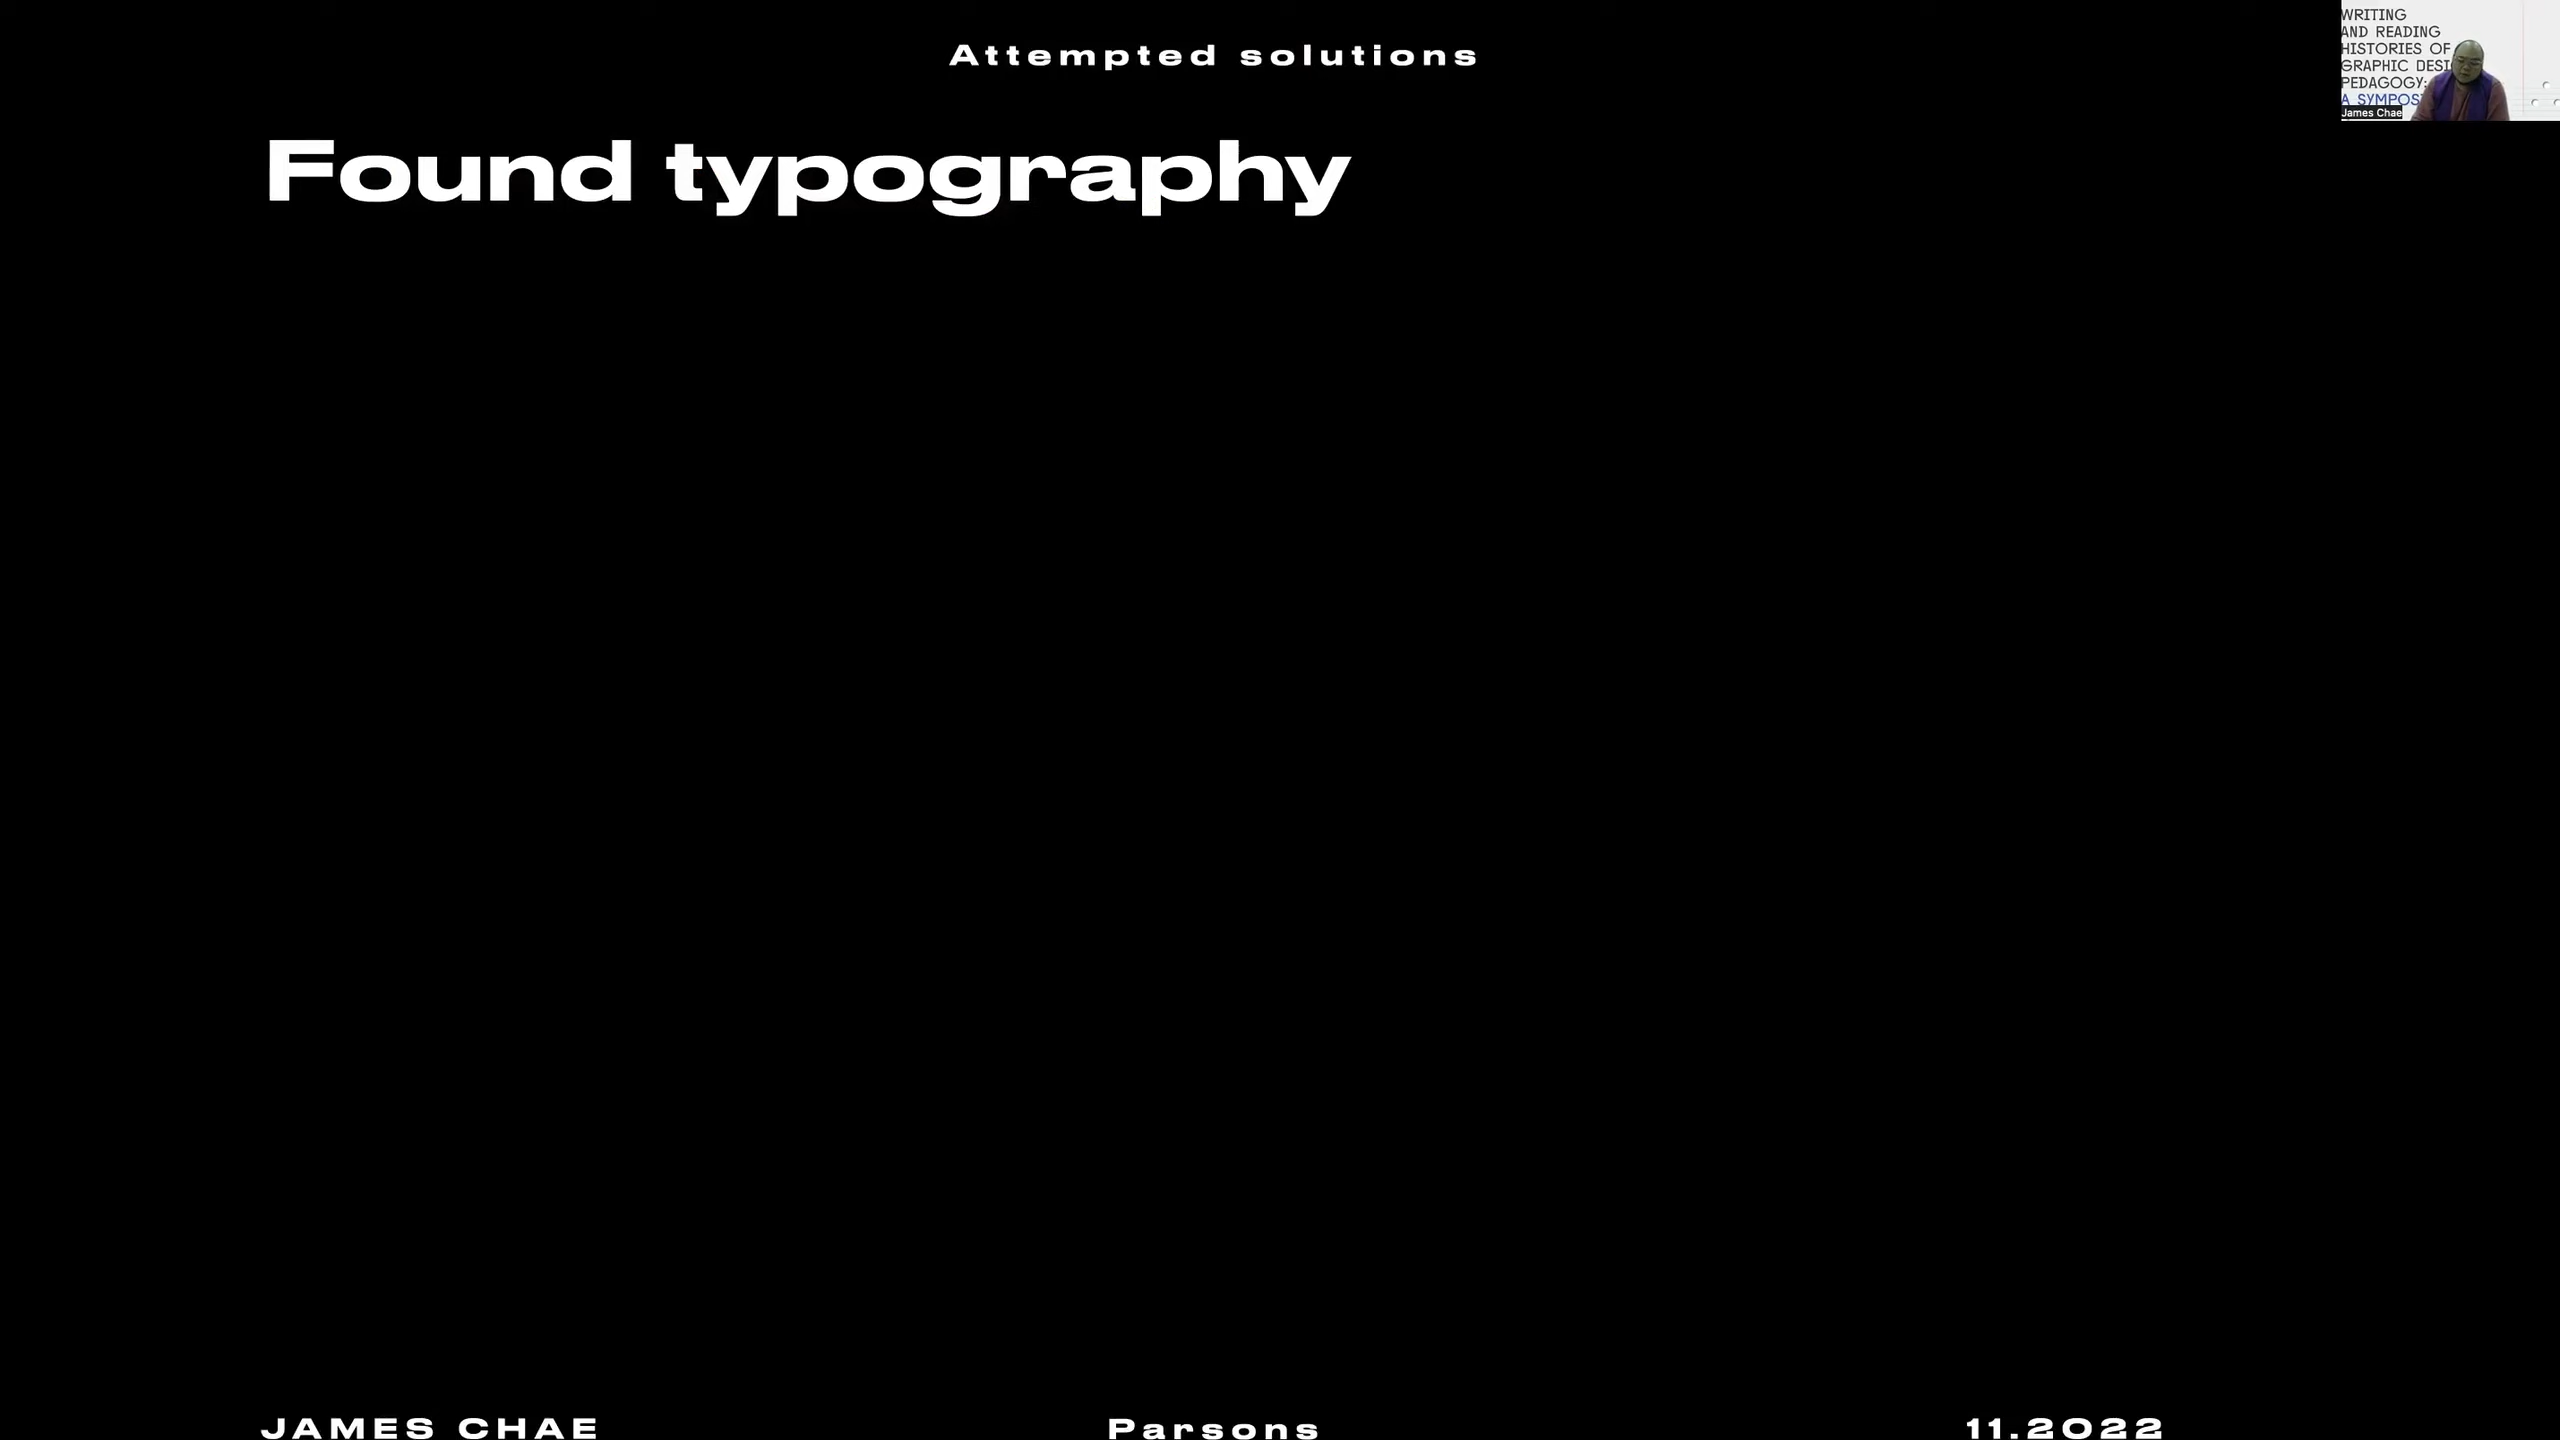 Attempted solutions
WRITING
AND READING
HISTORIES OF
GRAPHIC DESI
PEDAGOGY:
A SYMPOS
James Chae
Found typography
JAMES CHAE
Parsons
11.2022